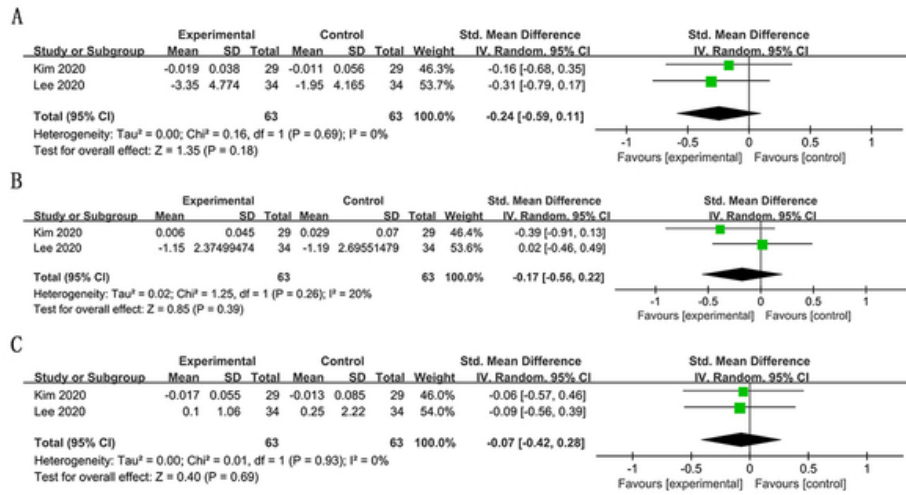 A
Experimental Control Std. Mean Difference Std. Mean Difference
Study or Subgroup Mean SD Total Mean SD Total Weight IV. Random. 95% CI IV. Random. 95% CI
Kim 2020 -0.019 0.038 29 -0.011 0.056 29 46.3% -0.16 [-0.68, 0.35]
Lee 2020 -3.35 4.774 34 -1.95 4.165 34 53.7% -0.31 [-0.79, 0.17]
Total (95% CI) 63 63 100.0% -0.24 [-0.59, 0.11]
Heterogeneity: Tau² = 0.00; Chi² = 0.16, df = 1 (P = 0.69); I² = 0%
Test for overall effect: Z = 1.35 (P = 0.18)
-1 -0.5 0 0.5 1
Favours [experimental] Favours [control]
B
Experimental Control Std. Mean Difference Std. Mean Difference
Study or Subgroup Mean SD Total Mean SD Total Weight IV. Random. 95% CI IV. Random. 95% CI
Kim 2020 0.006 0.045 29 0.029 0.07 29 46.4% -0.39 [-0.91, 0.13]
Lee 2020 -1.15 2.37499474 34 -1.19 2.69551479 34 53.6% 0.02 [-0.46, 0.49]
Total (95% CI) 63 63 100.0% -0.17 [-0.56, 0.22]
Heterogeneity: Tau² = 0.02; Chi² = 1.25, df = 1 (P = 0.26); I² = 20%
Test for overall effect: Z = 0.85 (P = 0.39)
-1 -0.5 0 0.5 1
Favours [experimental] Favours [control]
C
Experimental Control Std. Mean Difference Std. Mean Difference
Study or Subgroup Mean SD Total Mean SD Total Weight IV. Random. 95% CI IV. Random. 95% CI
Kim 2020 -0.017 0.055 29 -0.013 0.085 29 46.0% -0.06 [-0.57, 0.46]
Lee 2020 0.1 1.06 34 0.25 2.22 34 54.0% -0.09 [-0.56, 0.39]
Total (95% CI) 63 63 100.0% -0.07 [-0.42, 0.28]
Heterogeneity: Tau² = 0.00; Chi² = 0.01, df = 1 (P = 0.93); I² = 0%
Test for overall effect: Z = 0.40 (P = 0.69)
-1 -0.5 0 0.5 1
Favours [experimental] Favours [control]